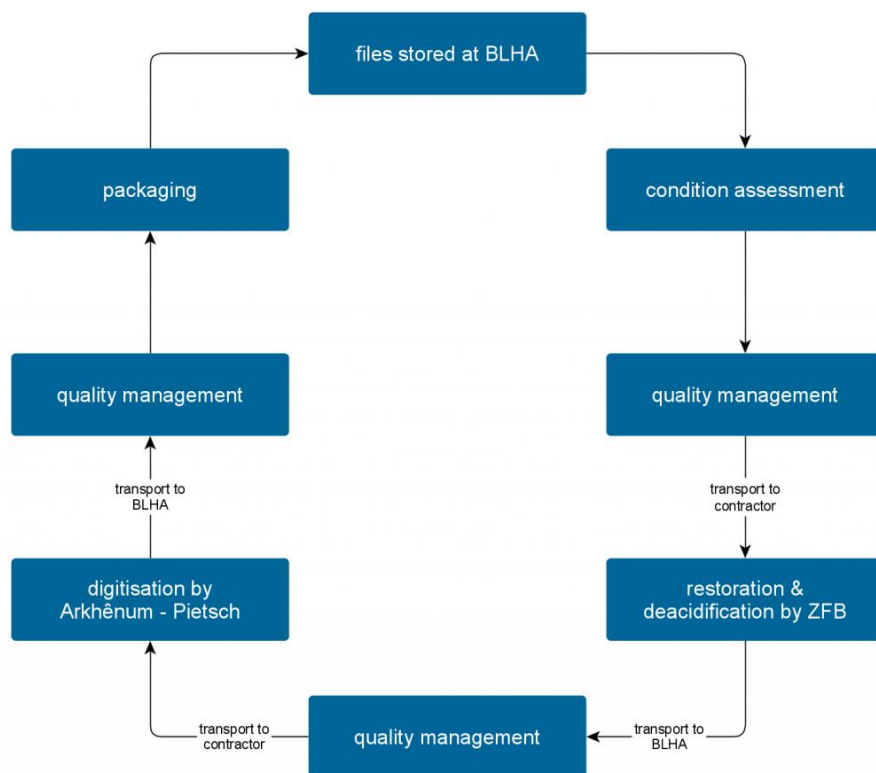 files stored at BLHA
packaging
condition assessment
quality management
quality management
transport to
BLHA
transport to
contractor
digitisation by
Arkhênum - Pietsch
restoration &
deacidification by ZFB
transport to
contractor
quality management
transport to
BLHA